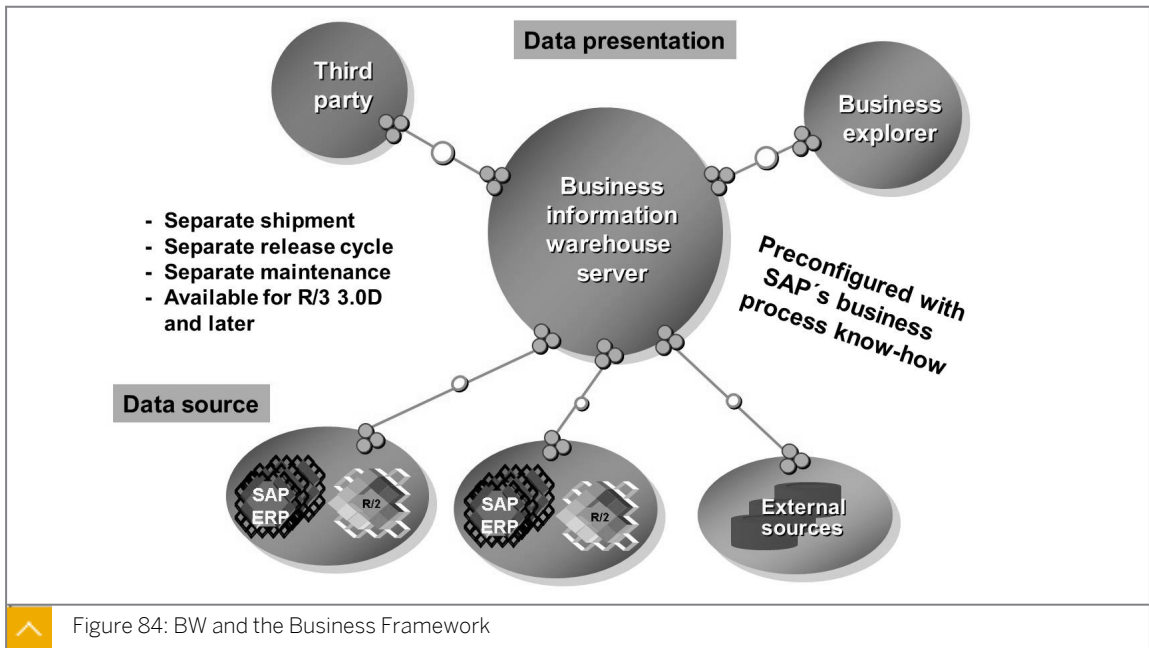 Data presentation
Third
party
Business
explorer
Business
information
warehouse
server
- Separate shipment
- Separate release cycle
- Separate maintenance
- Available for R/3 3.0D
and later
Preconfigured with
SAP´s business
process know-how
Data source
SAP
ERP
R/2
SAP
ERP
R/2
External
sources
Figure 84: BW and the Business Framework